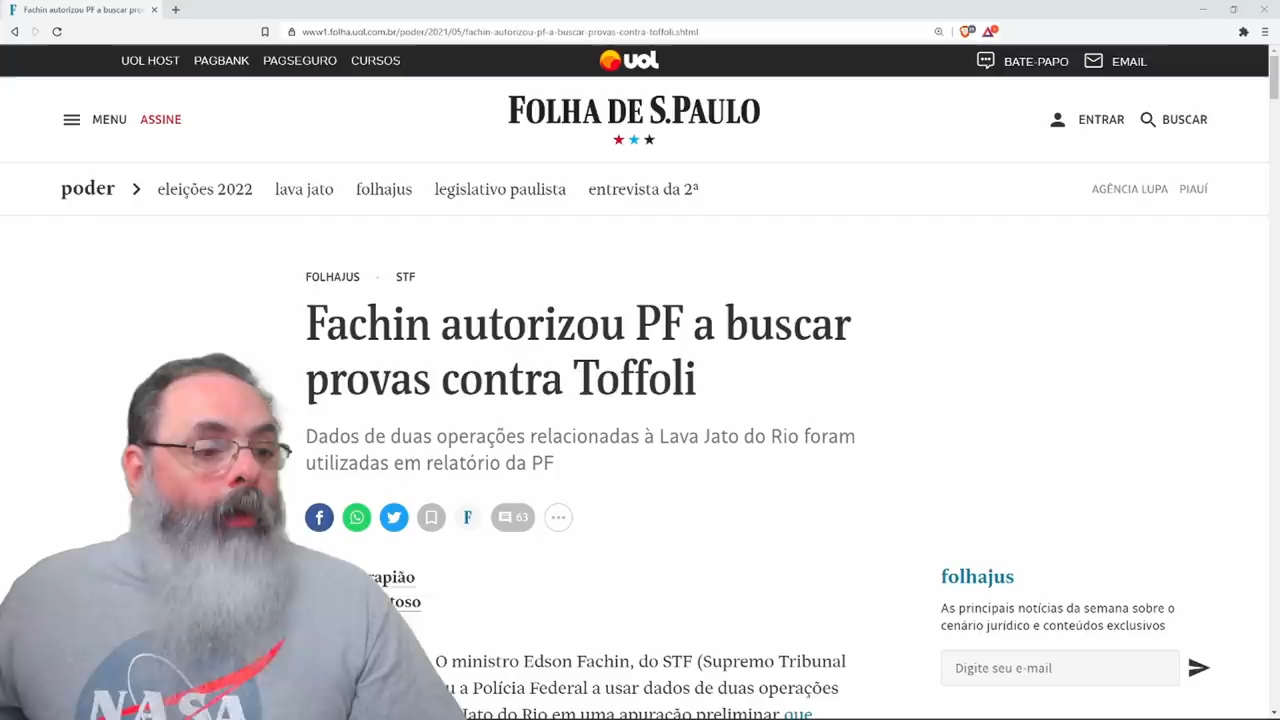 Fachin autorizou PF a buscar pro
www1.folha.uol.com.br/poder/2021/05/fachin-autorizou-pf-a-buscar-provas-contra-toffoli.shtml
UOL HOST PAGBANK PAGSEGURO CURSOS
UOL
BATE-PAPO EMAIL
MENU ASSINE
FOLHA DE S.PAULO
ENTRAR BUSCAR
poder eleições 2022 lava jato folhajus legislativo paulista entrevista da 2ª
AGÊNCIA LUPA PIAUÍ
FOLHAJUS STF
Fachin autorizou PF a buscar
provas contra Toffoli
Dados de duas operações relacionadas à Lava Jato do Rio foram
utilizadas em relatório da PF
F 63
rapião
toso
O ministro Edson Fachin, do STF (Supremo Tribunal
u a Polícia Federal a usar dados de duas operações
Jato do Rio em uma apuração preliminar que
folhajus
As principais notícias da semana sobre o
cenário jurídico e conteúdos exclusivos
Digite seu e-mail
NASA